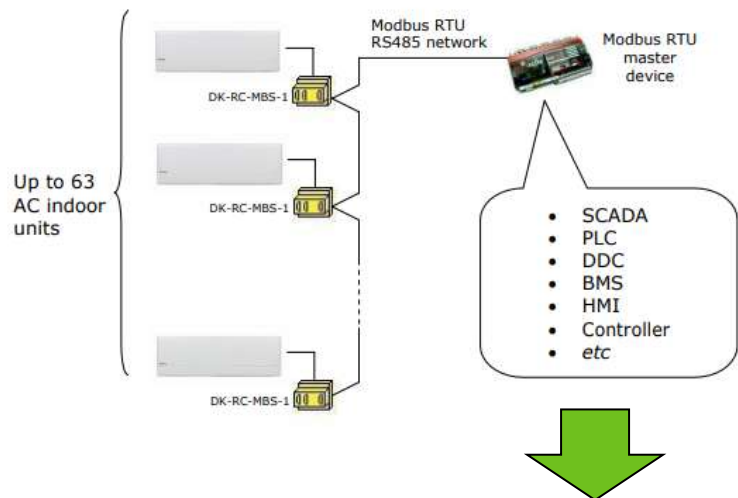 Modbus RTU
RS485 network
Modbus RTU
master
device
DK-RC-MBS-1
Up to 63
AC indoor
units
DK-RC-MBS-1
• SCADA
• PLC
• DDC
• BMS
• HMI
• Controller
• etc
DK-RC-MBS-1